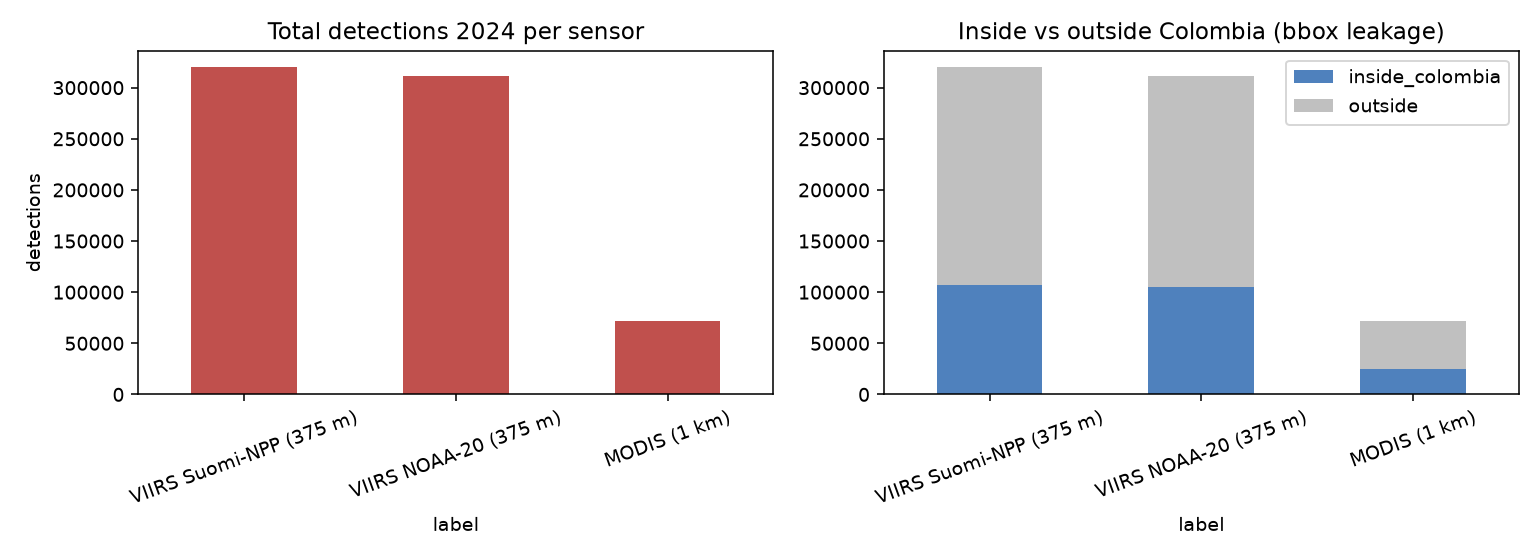 Total detections 2024 per sensor
detections
300000
250000
200000
150000
100000
50000
0
VIIRS Suomi-NPP (375 m)
VIIRS NOAA-20 (375 m)
MODIS (1 km)
label
Inside vs outside Colombia (bbox leakage)
inside_colombia
outside
300000
250000
200000
150000
100000
50000
0
VIIRS Suomi-NPP (375 m)
VIIRS NOAA-20 (375 m)
MODIS (1 km)
label